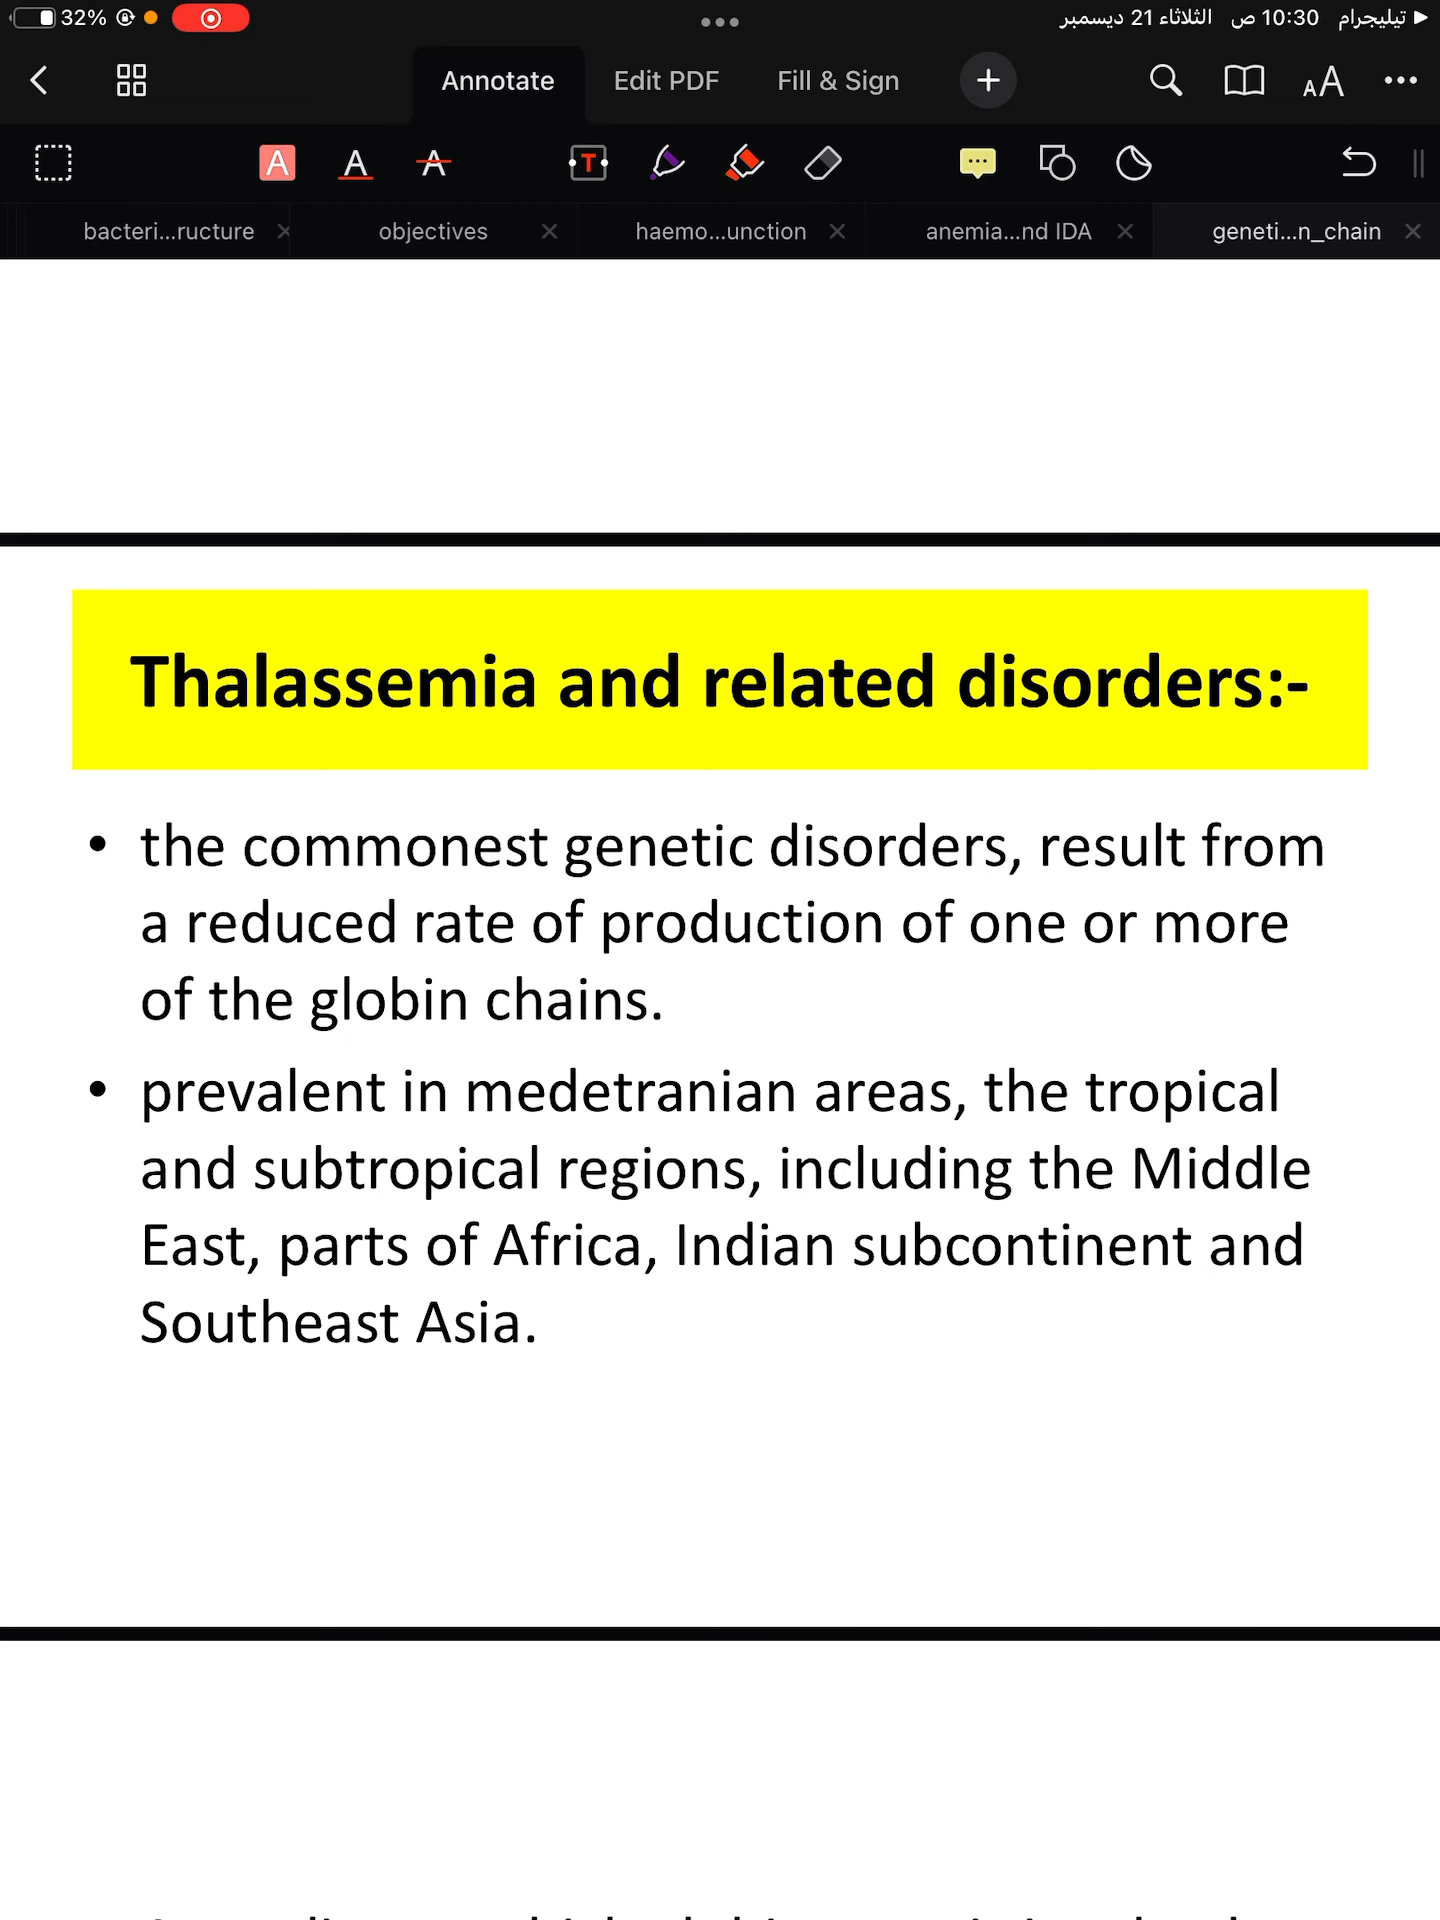 32%
◀ تيليجرام 10:30 ص الثلاثاء 21 ديسمبر
Annotate Edit PDF Fill & Sign
AA
A A A T
bacteri...ructure objectives haemo...unction anemia...nd IDA geneti...n_chain
Thalassemia and related disorders:-
• the commonest genetic disorders, result from
a reduced rate of production of one or more
of the globin chains.
• prevalent in medetranian areas, the tropical
and subtropical regions, including the Middle
East, parts of Africa, Indian subcontinent and
Southeast Asia.